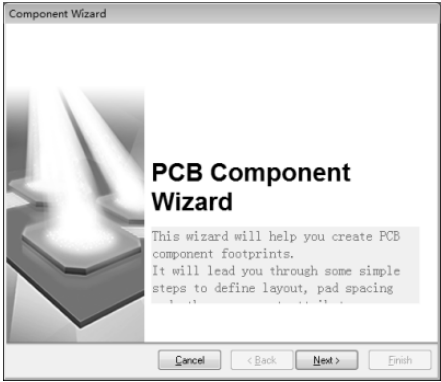 Component Wizard
PCB Component
Wizard
This wizard will help you create PCB
component footprints.
It will lead you through some simple
steps to define layout, pad spacing
Cancel
< Back
Next >
Finish